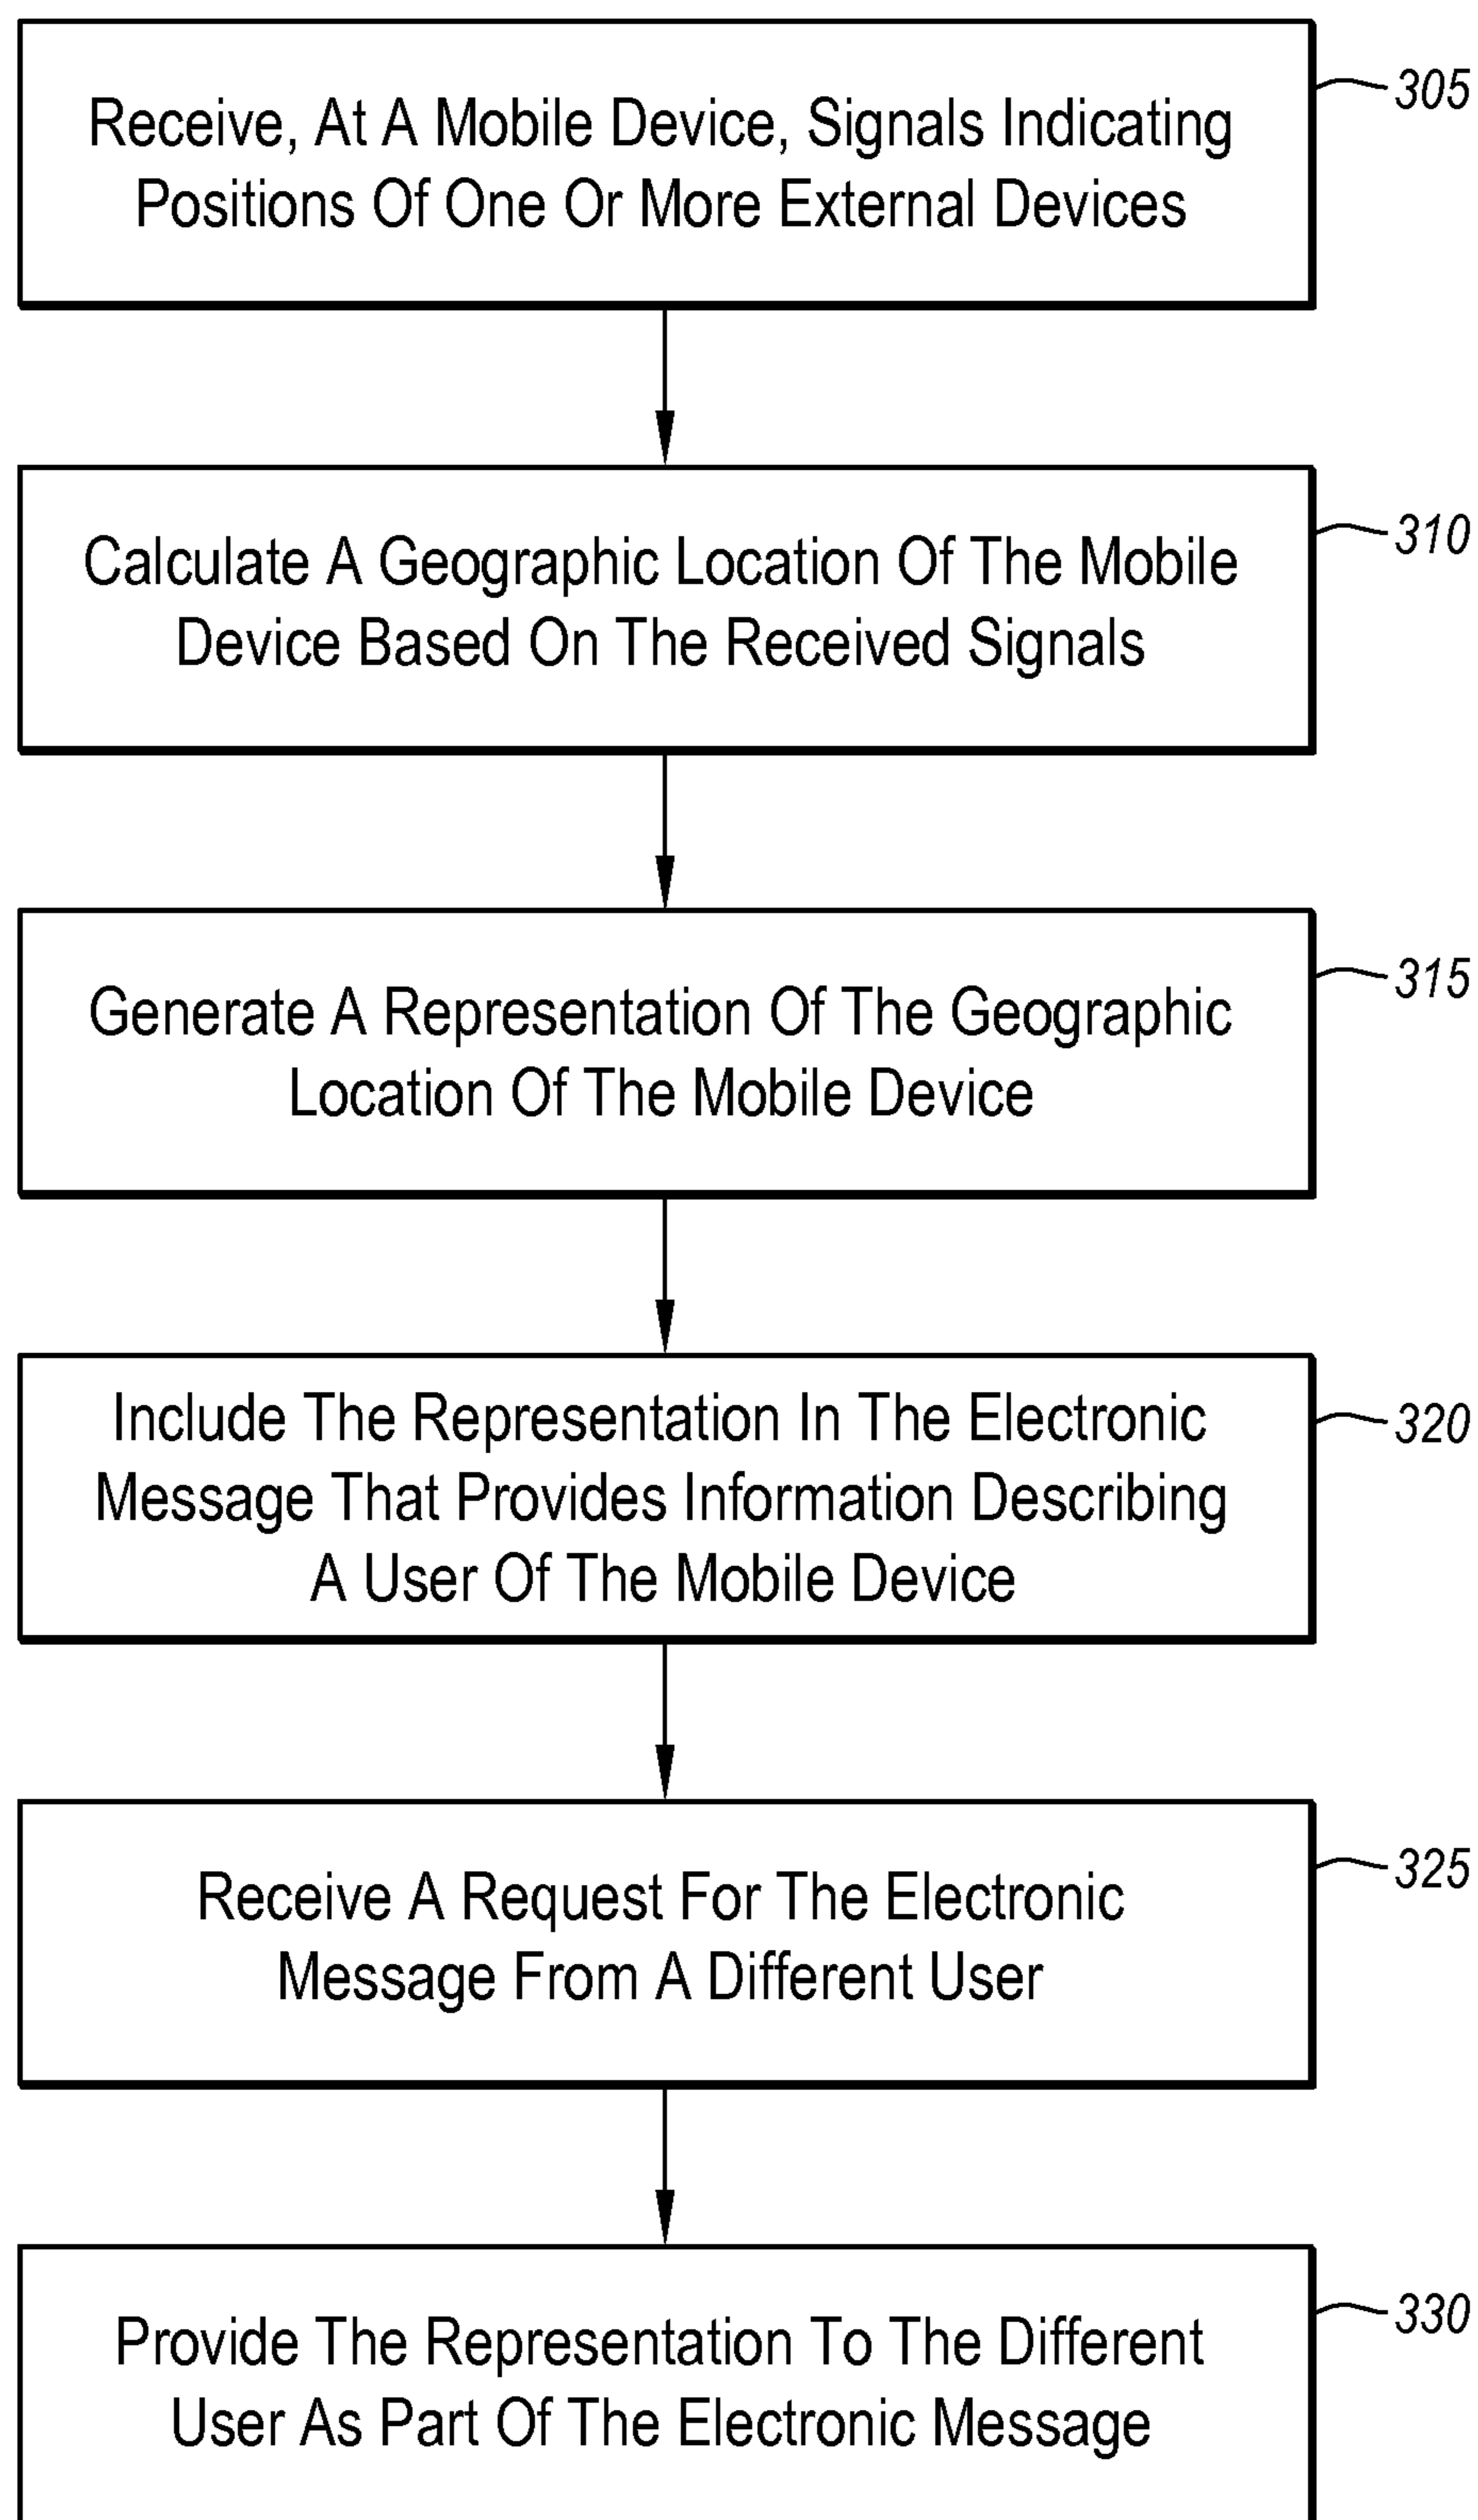 Receive, At A Mobile Device, Signals Indicating
Positions Of One Or More External Devices
305
Calculate A Geographic Location Of The Mobile
Device Based On The Received Signals
310
Generate A Representation Of The Geographic
Location Of The Mobile Device
315
Include The Representation In The Electronic
Message That Provides Information Describing
A User Of The Mobile Device
320
Receive A Request For The Electronic
Message From A Different User
325
Provide The Representation To The Different
User As Part Of The Electronic Message
330